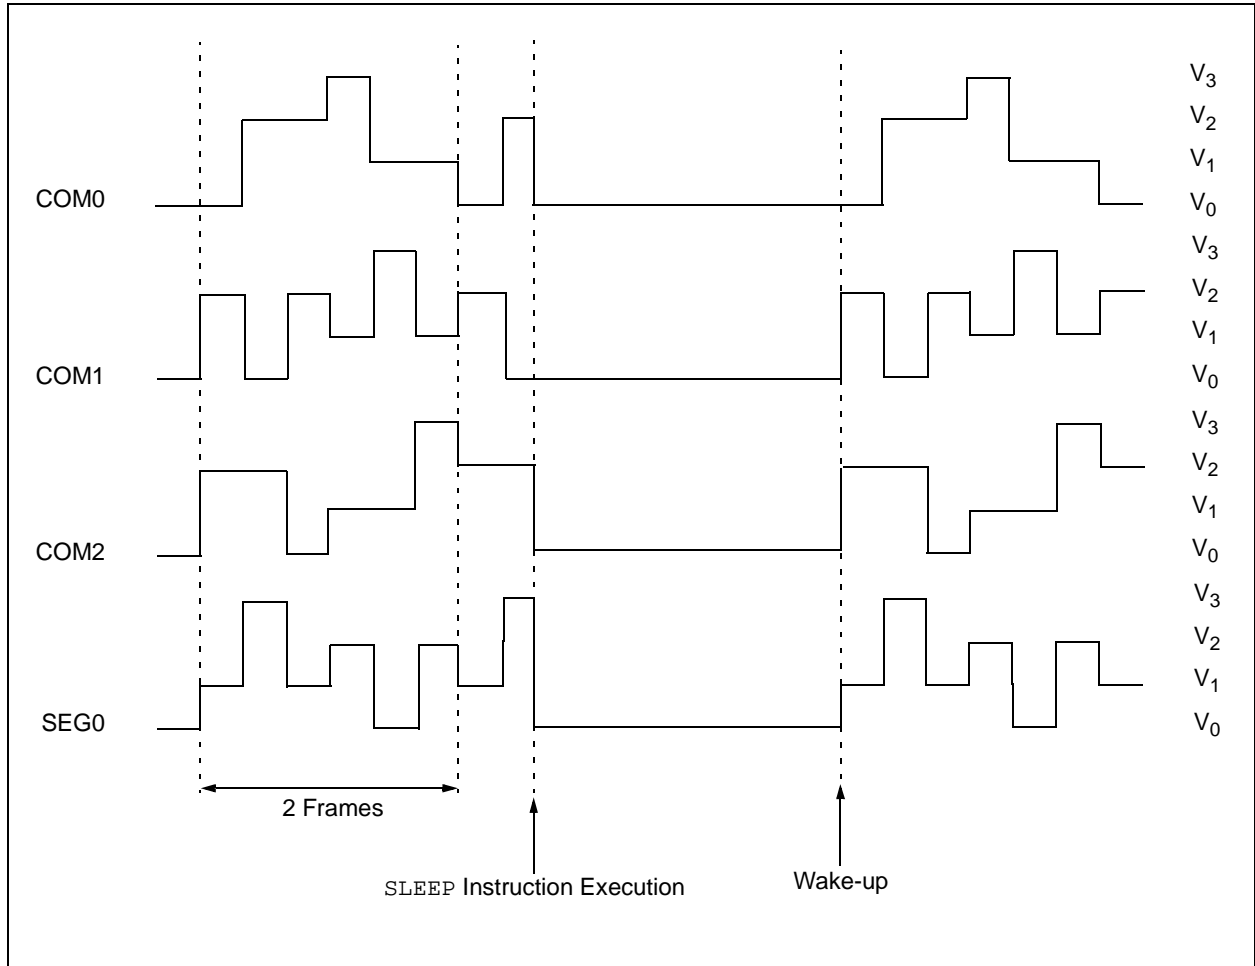 V3
V2
V1
COM0 V0
V3
V2
V1
COM1 V0
V3
V2
V1
COM2 V0
V3
V2
V1
SEG0 V0
2 Frames
SLEEP Instruction Execution
Wake-up